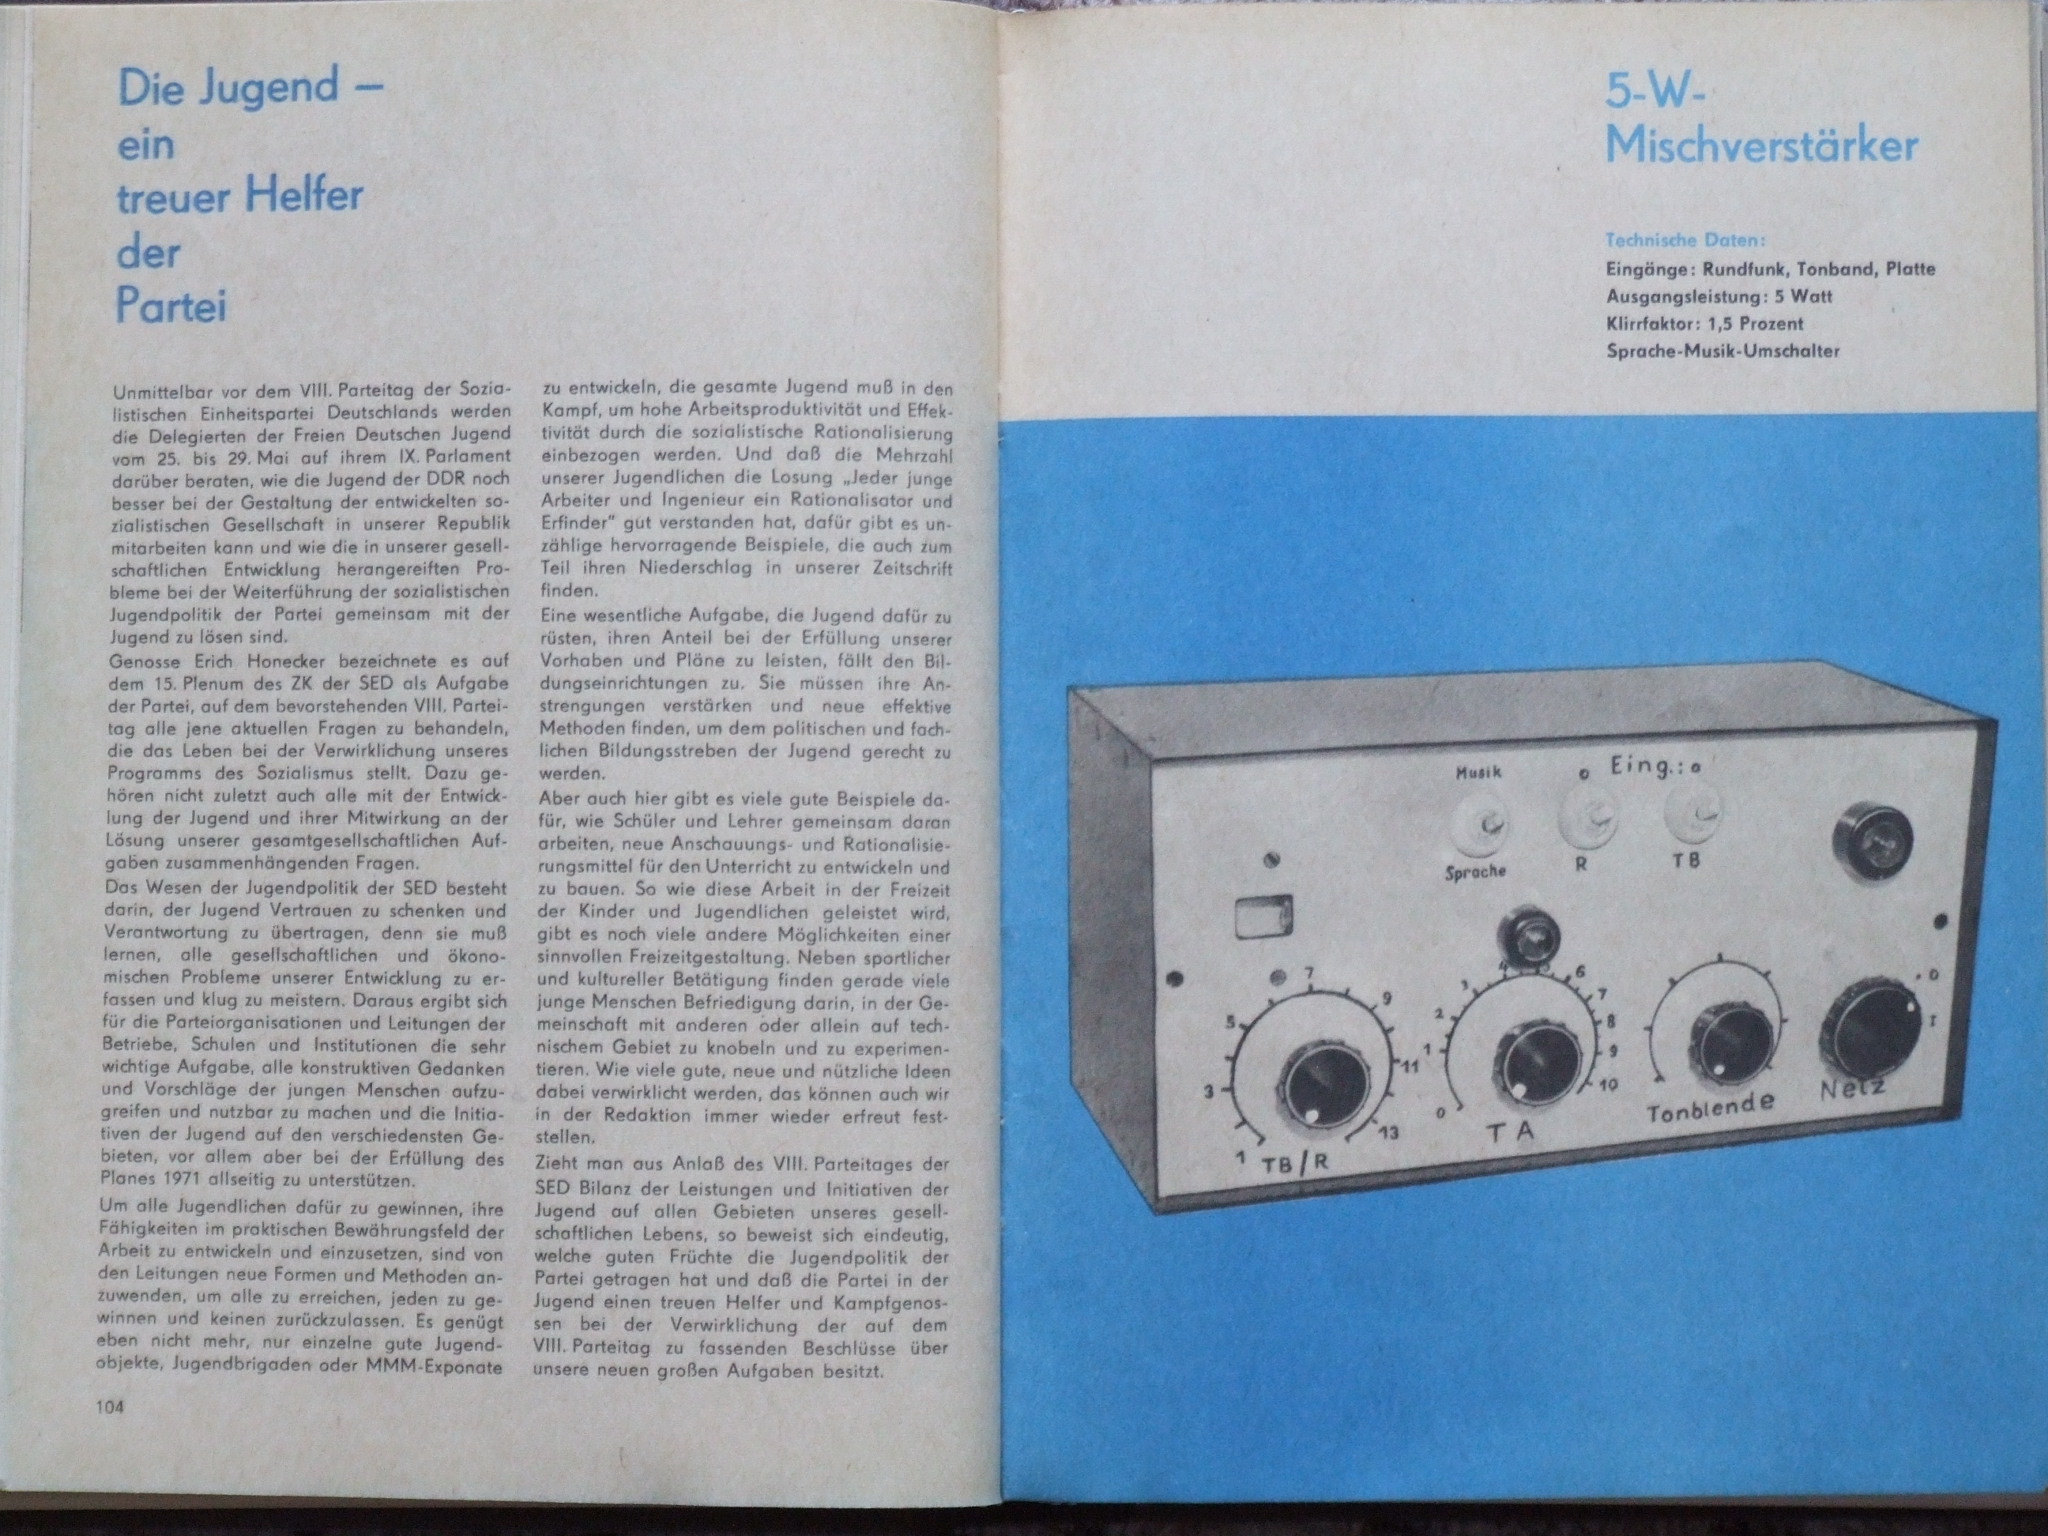 Die Jugend –
ein
treuer Helfer
der
Partei
Unmittelbar vor dem VIII. Parteitag der Sozia-
listischen Einheitspartei Deutschlands werden
die Delegierten der Freien Deutschen Jugend
vom 25. bis 29. Mai auf ihrem IX. Parlament
darüber beraten, wie die Jugend der DDR noch
besser bei der Gestaltung der entwickelten so-
zialistischen Gesellschaft in unserer Republik
mitarbeiten kann und wie die in unserer gesell-
schaftlichen Entwicklung herangereiften Pro-
bleme bei der Weiterführung der sozialistischen
Jugendpolitik der Partei gemeinsam mit der
Jugend zu lösen sind.
Genosse Erich Honecker bezeichnete es auf
dem 15. Plenum des ZK der SED als Aufgabe
der Partei, auf dem bevorstehenden VIII. Partei-
tag alle jene aktuellen Fragen zu behandeln,
die das Leben bei der Verwirklichung unseres
Programms des Sozialismus stellt. Dazu ge-
hören nicht zuletzt auch alle mit der Entwick-
lung der Jugend und ihrer Mitwirkung an der
Lösung unserer gesamtgesellschaftlichen Auf-
gaben zusammenhängenden Fragen.
Das Wesen der Jugendpolitik der SED besteht
darin, der Jugend Vertrauen zu schenken und
Verantwortung zu übertragen, denn sie muß
lernen, alle gesellschaftlichen und ökono-
mischen Probleme unserer Entwicklung zu er-
fassen und klug zu meistern. Daraus ergibt sich
für die Parteiorganisationen und Leitungen der
Betriebe, Schulen und Institutionen die sehr
wichtige Aufgabe, alle konstruktiven Gedanken
und Vorschläge der jungen Menschen aufzu-
greifen und nutzbar zu machen und die Initia-
tiven der Jugend auf den verschiedensten Ge-
bieten, vor allem aber bei der Erfüllung des
Planes 1971 allseitig zu unterstützen.
Um alle Jugendlichen dafür zu gewinnen, ihre
Fähigkeiten im praktischen Bewährungsfeld der
Arbeit zu entwickeln und einzusetzen, sind von
den Leitungen neue Formen und Methoden an-
zuwenden, um alle zu erreichen, jeden zu ge-
winnen und keinen zurückzulassen. Es genügt
eben nicht mehr, nur einzelne gute Jugend-
objekte, Jugendbrigaden oder MMM-Exponate
zu entwickeln, die gesamte Jugend muß in den
Kampf, um hohe Arbeitsproduktivität und Effek-
tivität durch die sozialistische Rationalisierung
einbezogen werden. Und daß die Mehrzahl
unserer Jugendlichen die Losung „Jeder junge
Arbeiter und Ingenieur ein Rationalisator und
Erfinder" gut verstanden hat, dafür gibt es un-
zählige hervorragende Beispiele, die auch zum
Teil ihren Niederschlag in unserer Zeitschrift
finden.
Eine wesentliche Aufgabe, die Jugend dafür zu
rüsten, ihren Anteil bei der Erfüllung unserer
Vorhaben und Pläne zu leisten, fällt den Bil-
dungseinrichtungen zu. Sie müssen ihre An-
strengungen verstärken und neue effektive
Methoden finden, um dem politischen und fach-
lichen Bildungsstreben der Jugend gerecht zu
werden.
Aber auch hier gibt es viele gute Beispiele da-
für, wie Schüler und Lehrer gemeinsam daran
arbeiten, neue Anschauungs- und Rationalisie-
rungsmittel für den Unterricht zu entwickeln und
zu bauen. So wie diese Arbeit in der Freizeit
der Kinder und Jugendlichen geleistet wird,
gibt es noch viele andere Möglichkeiten einer
sinnvollen Freizeitgestaltung. Neben sportlicher
und kultureller Betätigung finden gerade viele
junge Menschen Befriedigung darin, in der Ge-
meinschaft mit anderen oder allein auf tech-
nischem Gebiet zu knobeln und zu experimen-
tieren. Wie viele gute, neue und nützliche Ideen
dabei verwirklicht werden, das können auch wir
in der Redaktion immer wieder erfreut fest-
stellen.
Zieht man aus Anlaß des VIII. Parteitages der
SED Bilanz der Leistungen und Initiativen der
Jugend auf allen Gebieten unseres gesell-
schaftlichen Lebens, so beweist sich eindeutig,
welche guten Früchte die Jugendpolitik der
Partei getragen hat und daß die Partei in der
Jugend einen treuen Helfer und Kampfgenos-
sen bei der Verwirklichung der auf dem
VIII. Parteitag zu fassenden Beschlüsse über
unsere neuen großen Aufgaben besitzt.
104
5-W-
Mischverstärker
Technische Daten:
Eingänge: Rundfunk, Tonband, Platte
Ausgangsleistung: 5 Watt
Klirrfaktor: 1,5 Prozent
Sprache-Musik-Umschalter
Musik
Eing.:
Sprache
R
TB
1 3 5 7 9 11 13
TB/R
0 1 2 3 4 5 6 7 8 9 10
TA
Tonblende
0
I
Netz